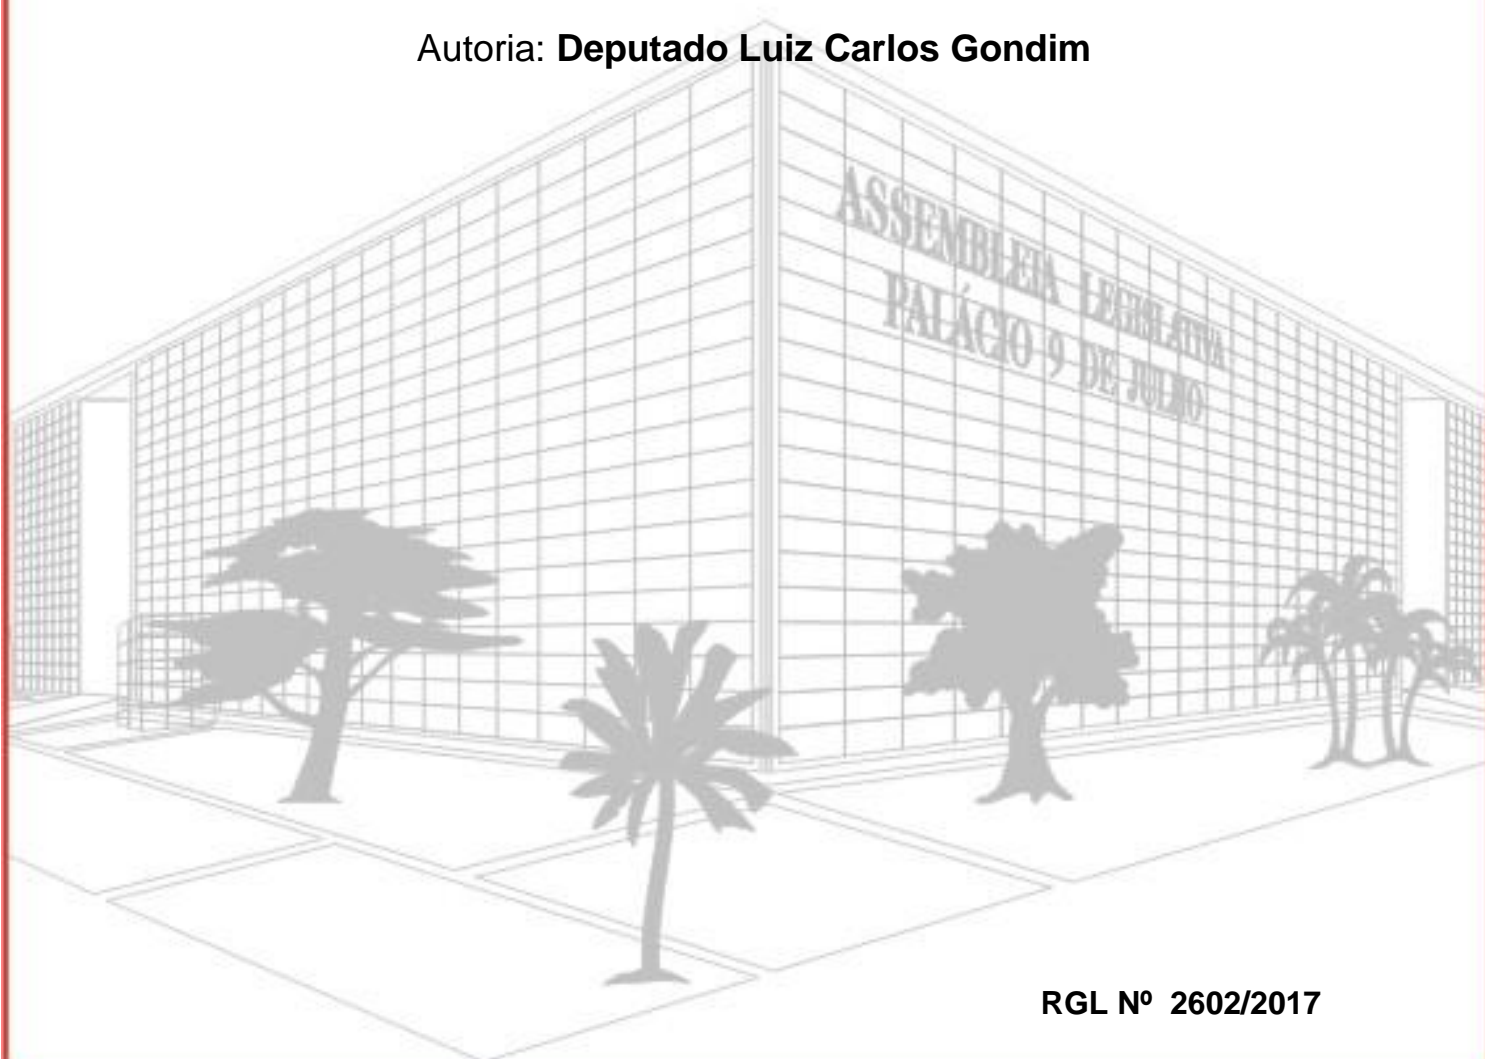 Autoria: Deputado Luiz Carlos Gondim
ASSEMBLEIA LEGISLATIVA
PALÁCIO 9 DE JULHO
RGL Nº 2602/2017